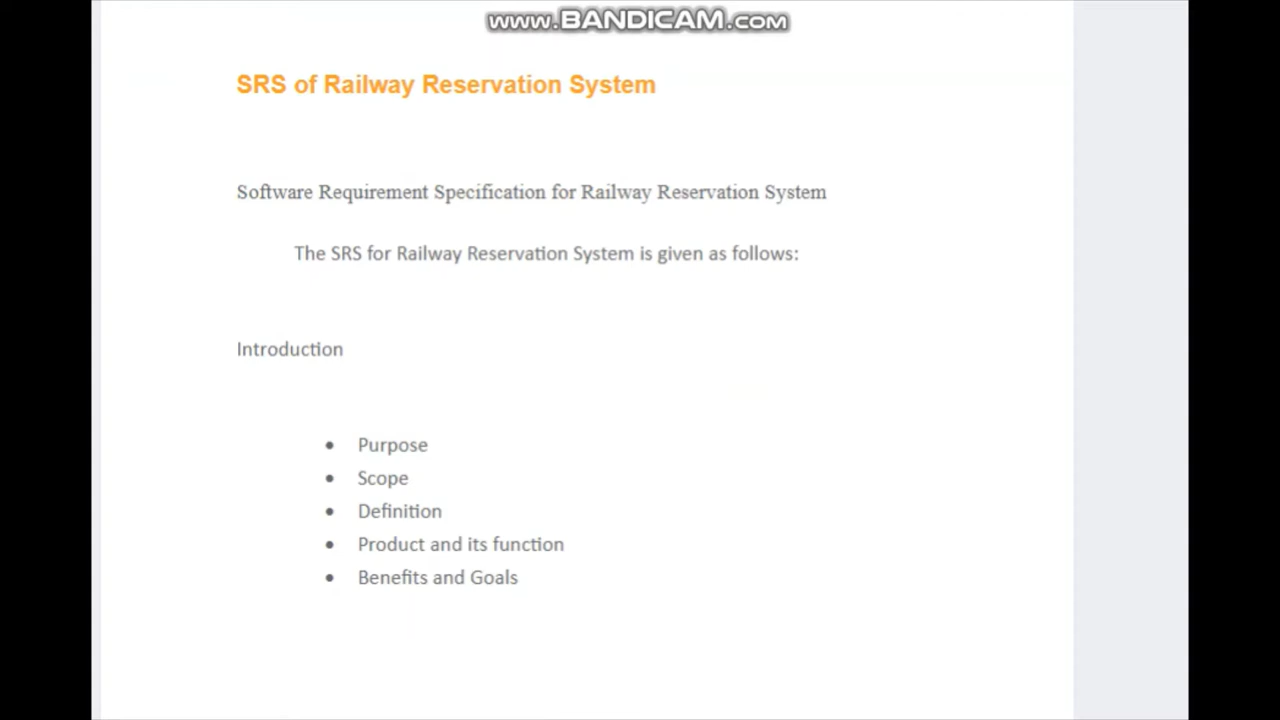 www.BANDICAM.com
SRS of Railway Reservation System
Software Requirement Specification for Railway Reservation System
The SRS for Railway Reservation System is given as follows:
Introduction
• Purpose
• Scope
• Definition
• Product and its function
• Benefits and Goals